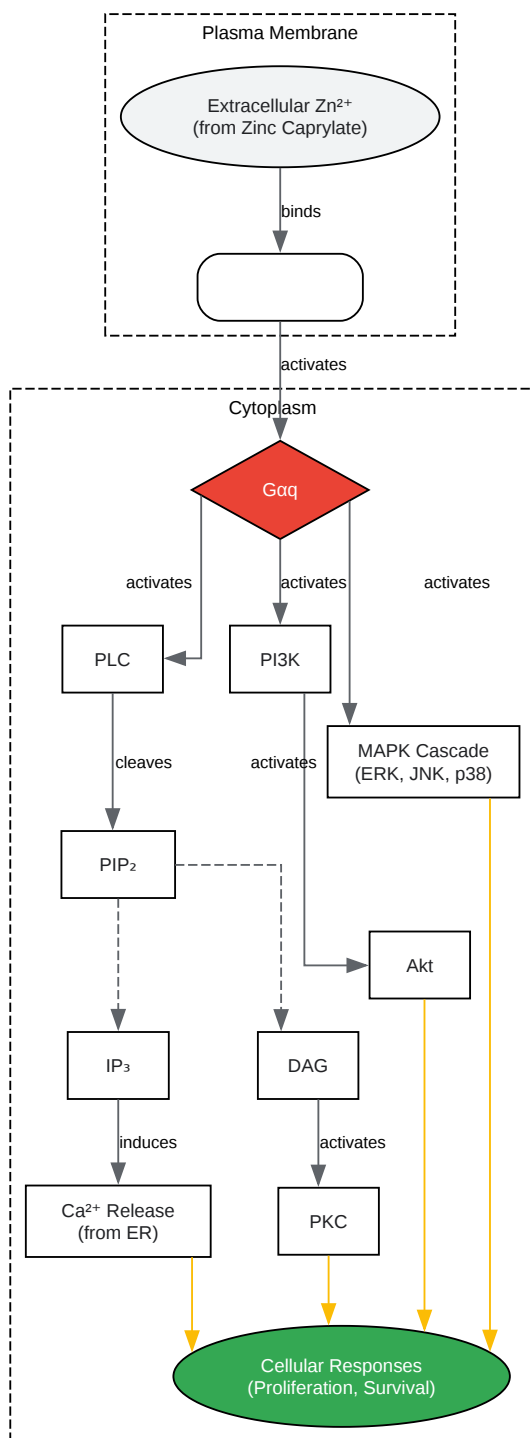 Plasma Membrane
Extracellular Zn²⁺
(from Zinc Caprylate)
binds
activates
Cytoplasm
Gαq
activates
activates
activates
PLC
PI3K
MAPK Cascade
(ERK, JNK, p38)
cleaves
activates
PIP₂
Akt
IP₃
DAG
induces
activates
Ca²⁺ Release
(from ER)
PKC
Cellular Responses
(Proliferation, Survival)